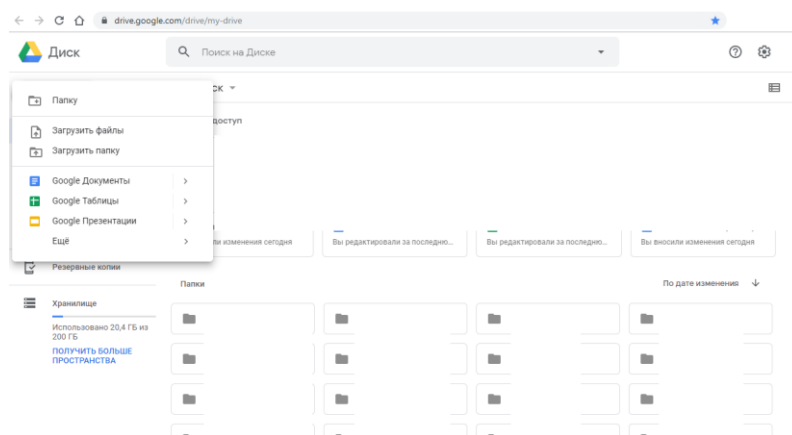 drive.google.com/drive/my-drive
Диск
Поиск на Диске
ск
Папку
доступ
Загрузить файлы
Загрузить папку
Google Документы
Google Таблицы
Google Презентации
Ещё
ли изменения сегодня
Вы редактировали за последню...
Вы редактировали за последню...
Вы вносили изменения сегодня
Резервные копии
Папки
По дате изменения
Хранилище
Использовано 20,4 ГБ из
200 ГБ
ПОЛУЧИТЬ БОЛЬШЕ
ПРОСТРАНСТВА